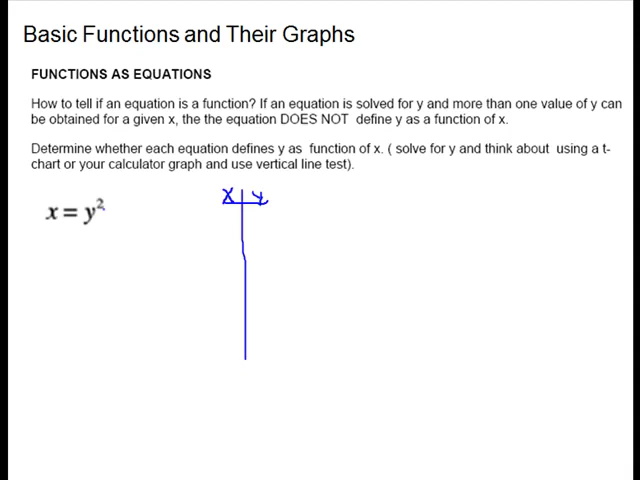 Basic Functions and Their Graphs
FUNCTIONS AS EQUATIONS
How to tell if an equation is a function? If an equation is solved for y and more than one value of y can
be obtained for a given x, the the equation DOES NOT define y as a function of x.
Determine whether each equation defines y as function of x. ( solve for y and think about using a t-
chart or your calculator graph and use vertical line test).
x = y²
x y